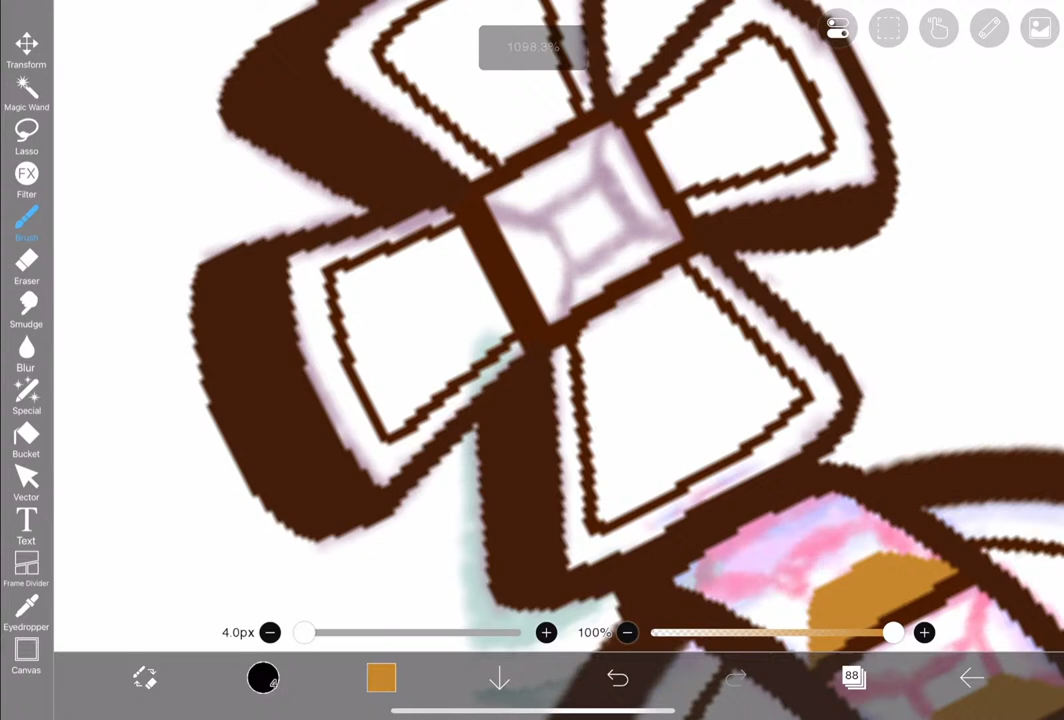 1098.3%
Transform
Magic Wand
Lasso
FX
Filter
Brush
Eraser
Smudge
Blur
Special
Bucket
Vector
T
Text
Frame Divider
Eyedropper
Canvas
4.0px
100%
88